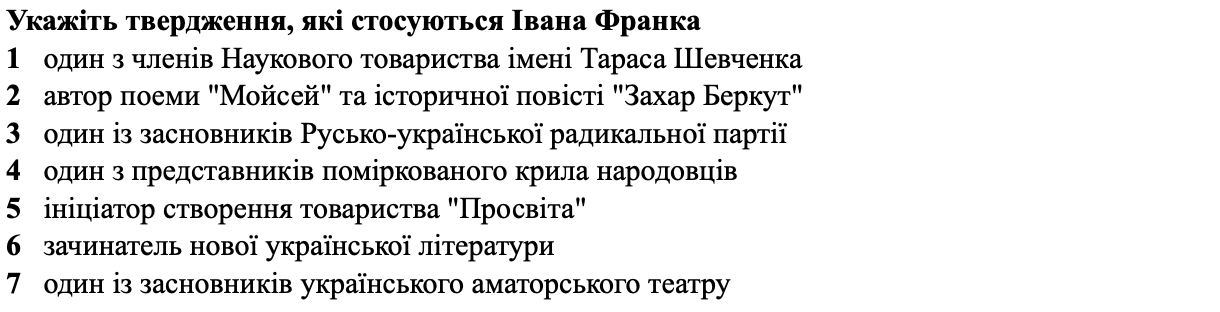 Укажіть твердження, які стосуються Івана Франка
1 один з членів Наукового товариства імені Тараса Шевченка
2 автор поеми "Мойсей" та історичної повісті "Захар Беркут"
3 один із засновників Русько-української радикальної партії
4 один з представників поміркованого крила народовців
5 ініціатор створення товариства "Просвіта"
6 зачинатель нової української літератури
7 один із засновників українського аматорського театру